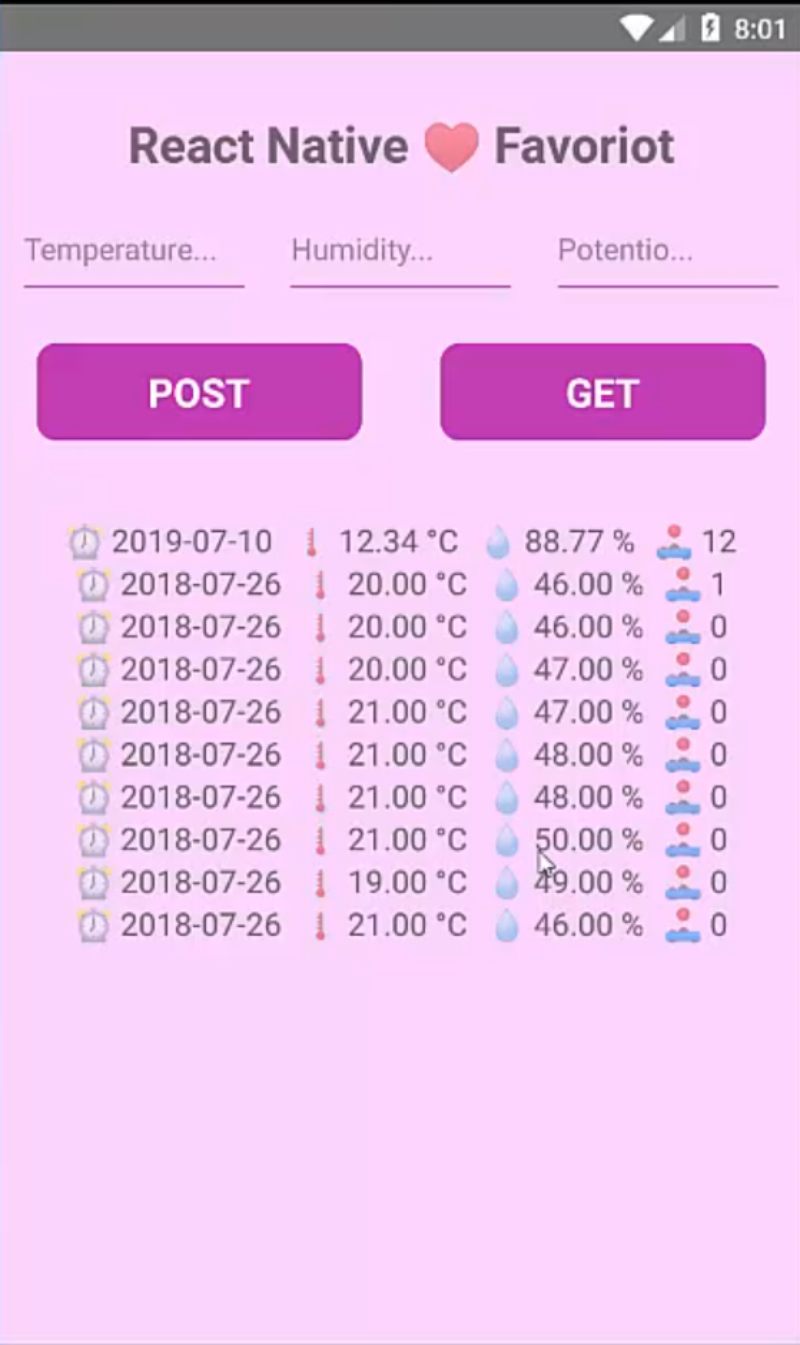 8:01
React Native ❤️ Favoriot
Temperature... Humidity... Potentio...
POST GET
2019-07-10 12.34 °C 88.77 % 12
2018-07-26 20.00 °C 46.00 % 1
2018-07-26 20.00 °C 46.00 % 0
2018-07-26 20.00 °C 47.00 % 0
2018-07-26 21.00 °C 47.00 % 0
2018-07-26 21.00 °C 48.00 % 0
2018-07-26 21.00 °C 48.00 % 0
2018-07-26 21.00 °C 50.00 % 0
2018-07-26 19.00 °C 49.00 % 0
2018-07-26 21.00 °C 46.00 % 0